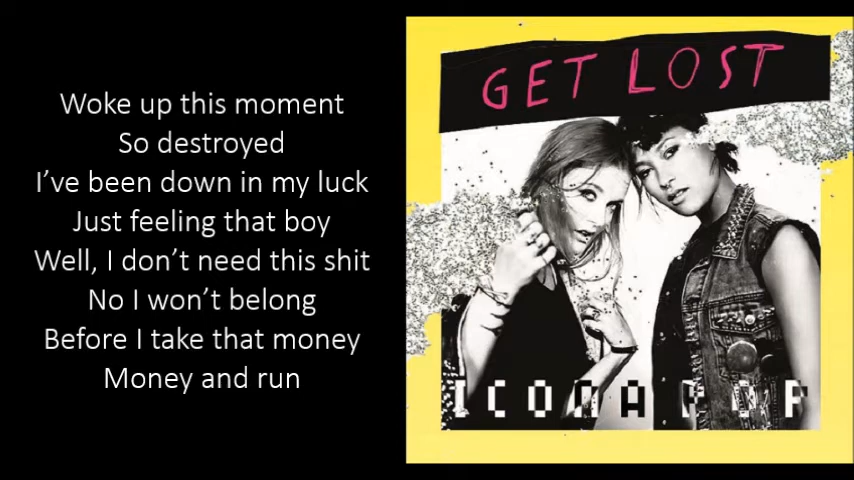 Woke up this moment
So destroyed
I’ve been down in my luck
Just feeling that boy
Well, I don’t need this shit
No I won’t belong
Before I take that money
Money and run
GET LOST
ICONA POP